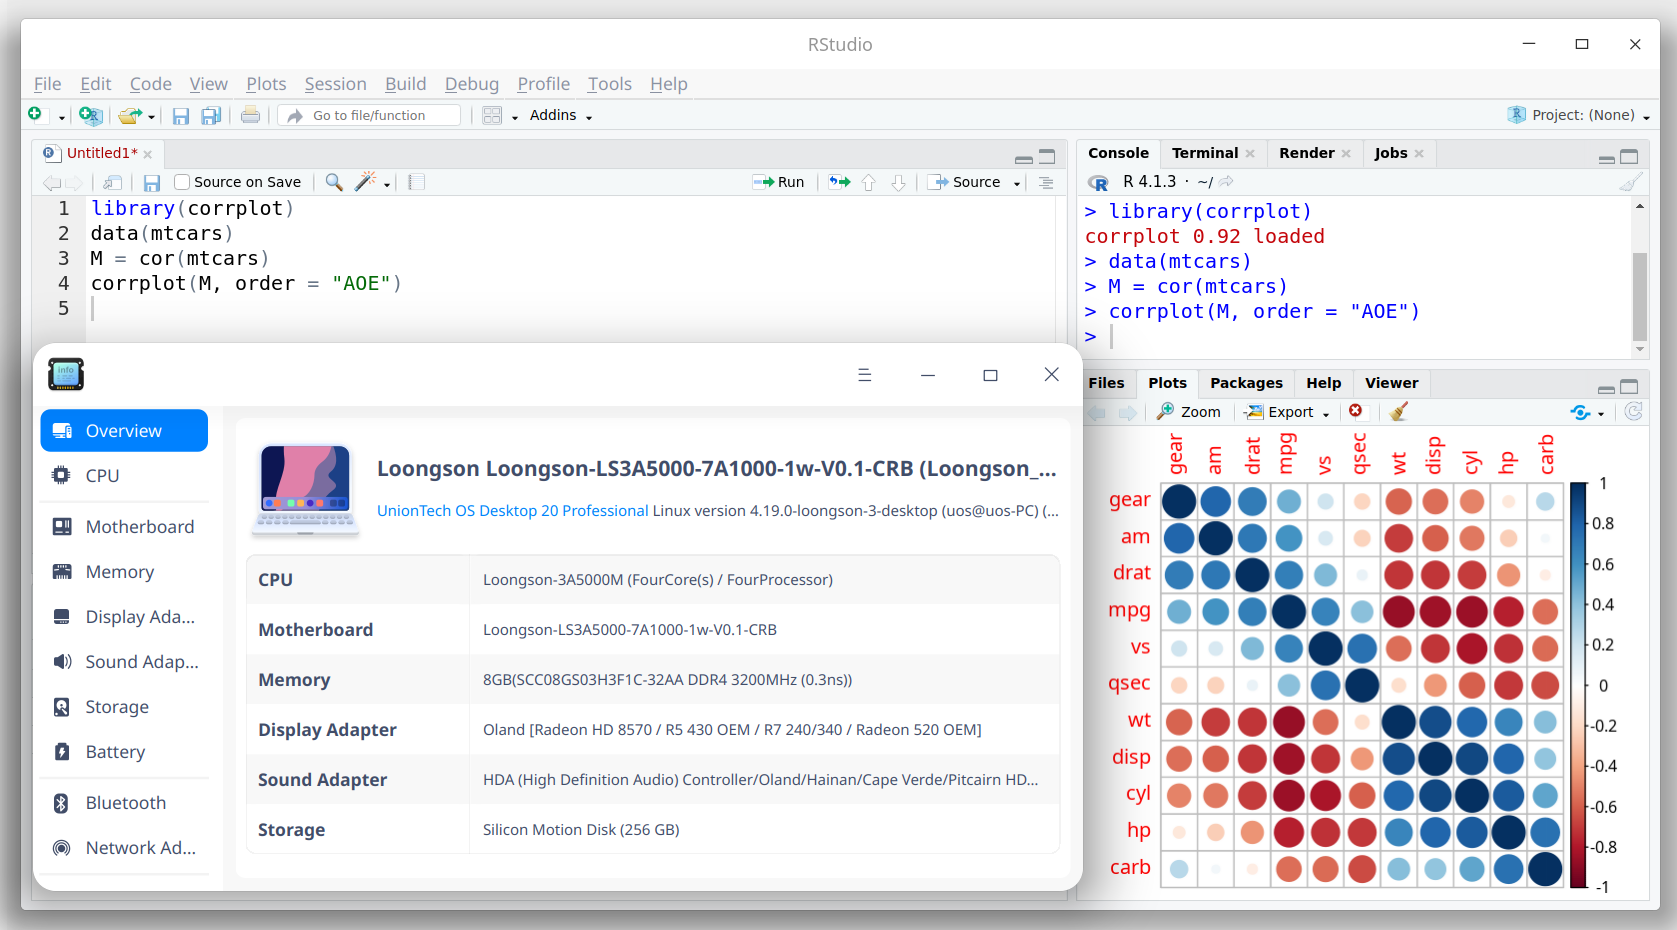 RStudio
File Edit Code View Plots Session Build Debug Profile Tools Help
Go to file/function Addins Project: (None)
Untitled1*
Source on Save Run Source
1 library(corrplot)
2 data(mtcars)
3 M = cor(mtcars)
4 corrplot(M, order = "AOE")
5
Console Terminal Render Jobs
R 4.1.3 · ~/
> library(corrplot)
corrplot 0.92 loaded
> data(mtcars)
> M = cor(mtcars)
> corrplot(M, order = "AOE")
>
info
Overview
CPU
Motherboard
Memory
Display Ada...
Sound Adap...
Storage
Battery
Bluetooth
Network Ad...
Loongson Loongson-LS3A5000-7A1000-1w-V0.1-CRB (Loongson_...
UnionTech OS Desktop 20 Professional Linux version 4.19.0-loongson-3-desktop (uos@uos-PC) (...
CPU Loongson-3A5000M (FourCore(s) / FourProcessor)
Motherboard Loongson-LS3A5000-7A1000-1w-V0.1-CRB
Memory 8GB(SCC08GS03H3F1C-32AA DDR4 3200MHz (0.3ns))
Display Adapter Oland [Radeon HD 8570 / R5 430 OEM / R7 240/340 / Radeon 520 OEM]
Sound Adapter HDA (High Definition Audio) Controller/Oland/Hainan/Cape Verde/Pitcairn HD...
Storage Silicon Motion Disk (256 GB)
Files Plots Packages Help Viewer
Zoom Export
gear am drat mpg vs qsec wt disp cyl hp carb
gear
am
drat
mpg
vs
qsec
wt
disp
cyl
hp
carb
1
0.8
0.6
0.4
0.2
0
-0.2
-0.4
-0.6
-0.8
-1